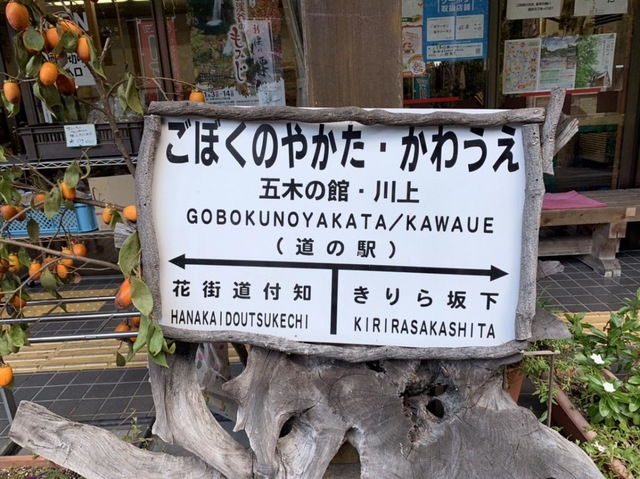 ごぼくのやかた・かわうえ
五木の館・川上
GOBOKUNOYAKATA/KAWAUE
(道の駅)
花街道付知
HANAKAIDOUTSUKECHI
きりら坂下
KIRIRASAKASHITA